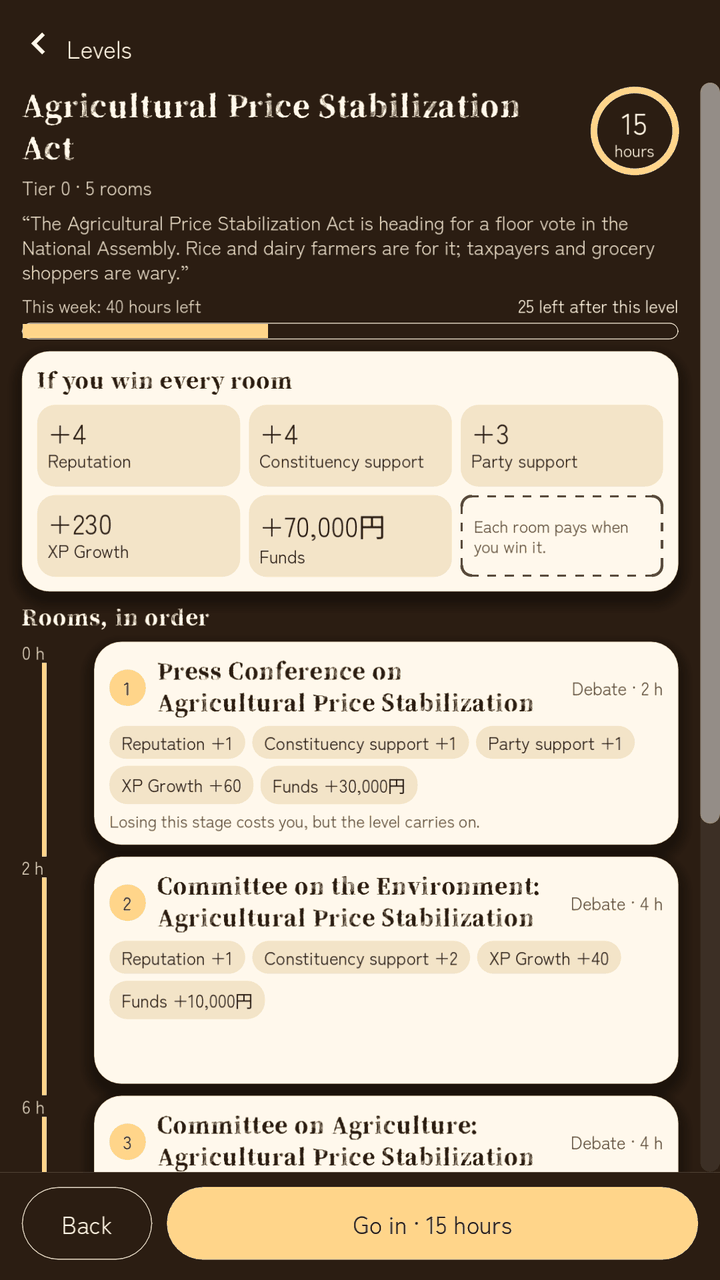 Levels
Agricultural Price Stabilization
Act
15
hours
Tier 0 · 5 rooms
“The Agricultural Price Stabilization Act is heading for a floor vote in the
National Assembly. Rice and dairy farmers are for it; taxpayers and grocery
shoppers are wary.”
This week: 40 hours left
25 left after this level
If you win every room
+4
Reputation
+4
Constituency support
+3
Party support
+230
XP Growth
+70,000円
Funds
Each room pays when
you win it.
Rooms, in order
0 h
1
Press Conference on
Agricultural Price Stabilization
Debate · 2 h
Reputation +1
Constituency support +1
Party support +1
XP Growth +60
Funds +30,000円
Losing this stage costs you, but the level carries on.
2 h
2
Committee on the Environment:
Agricultural Price Stabilization
Debate · 4 h
Reputation +1
Constituency support +2
XP Growth +40
Funds +10,000円
6 h
3
Committee on Agriculture:
Agricultural Price Stabilization
Debate · 4 h
Back
Go in · 15 hours